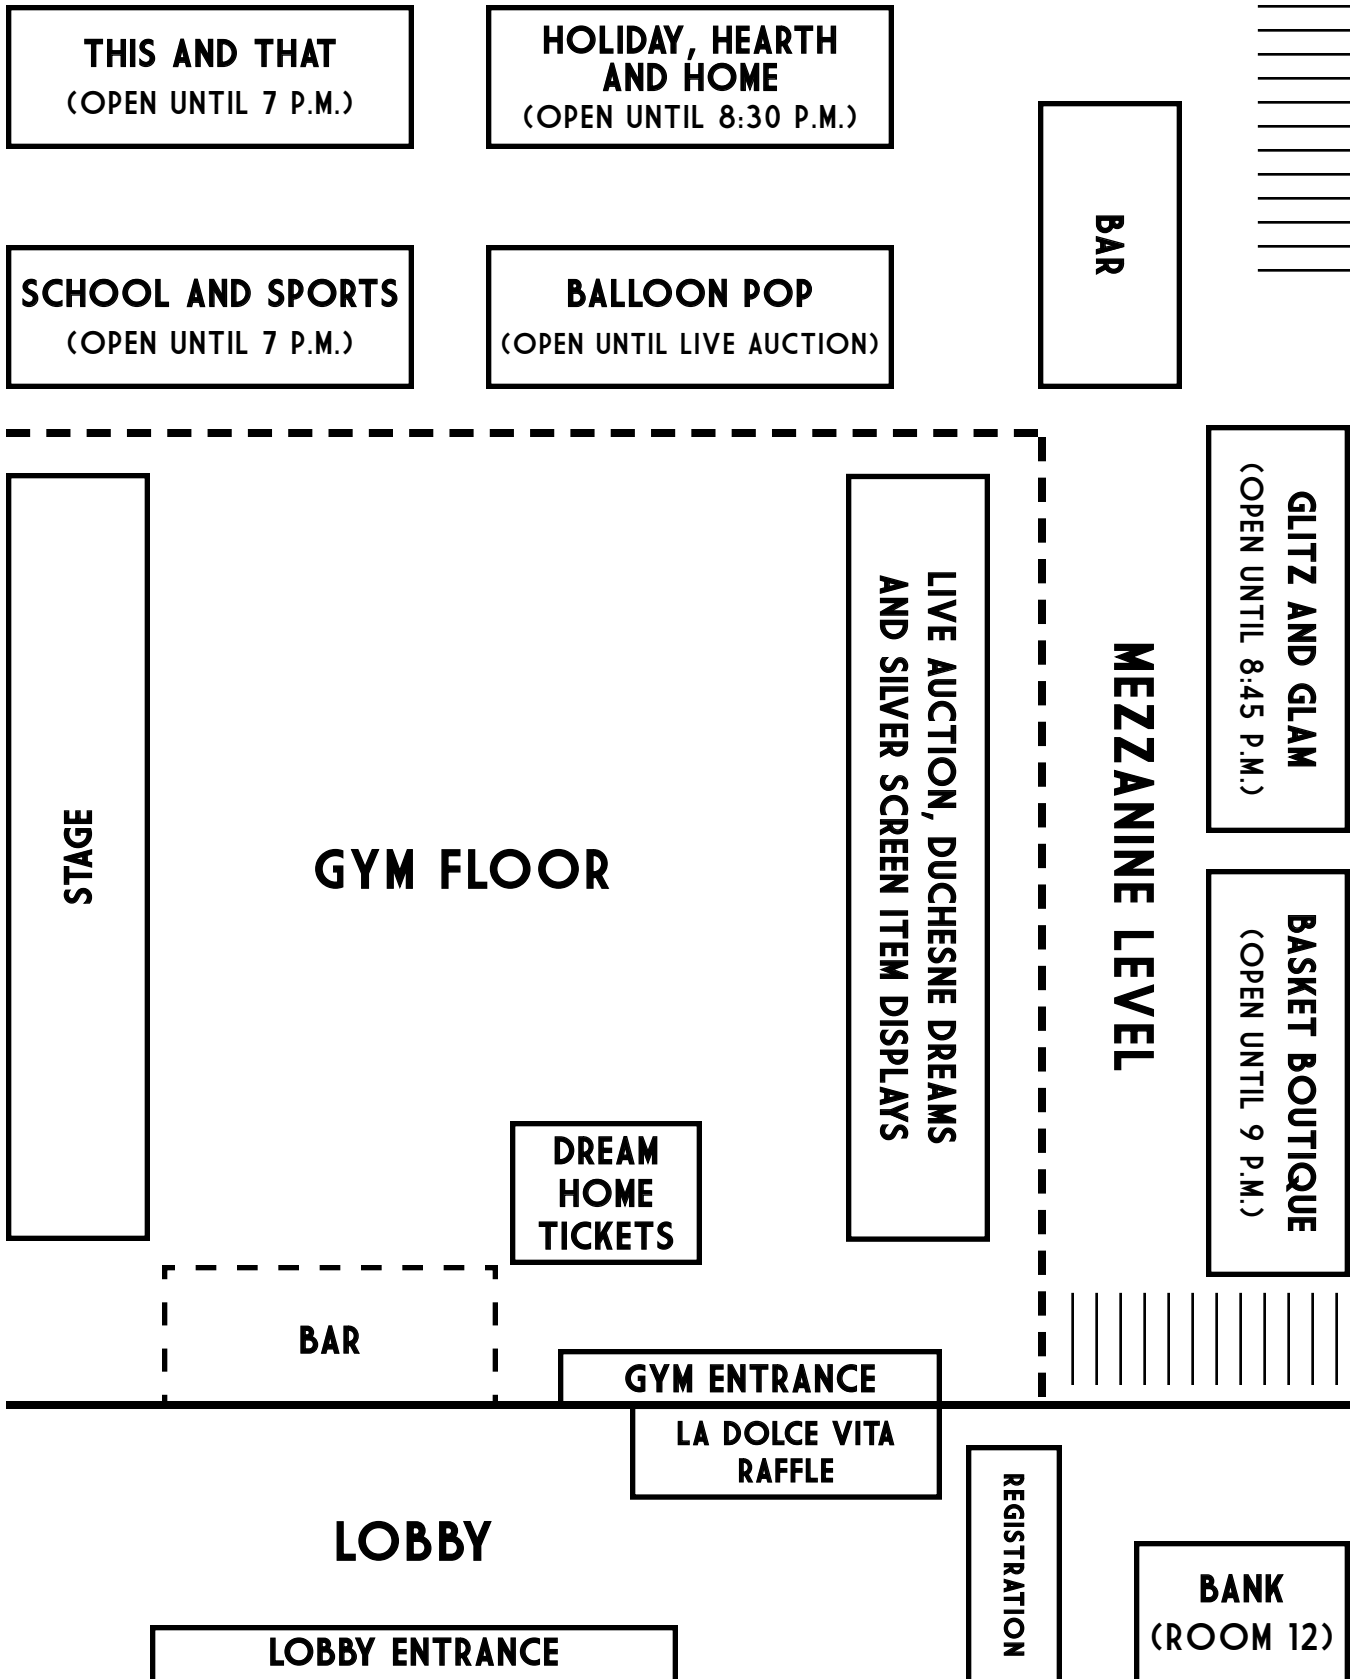 THIS AND THAT
(OPEN UNTIL 7 P.M.)
HOLIDAY, HEARTH
AND HOME
(OPEN UNTIL 8:30 P.M.)
BAR
SCHOOL AND SPORTS
(OPEN UNTIL 7 P.M.)
BALLOON POP
(OPEN UNTIL LIVE AUCTION)
STAGE
GYM FLOOR
LIVE AUCTION, DUCHESNE DREAMS
AND SILVER SCREEN ITEM DISPLAYS
MEZZANINE LEVEL
GLITZ AND GLAM
(OPEN UNTIL 8:45 P.M.)
BASKET BOUTIQUE
(OPEN UNTIL 9 P.M.)
DREAM
HOME
TICKETS
BAR
GYM ENTRANCE
LA DOLCE VITA
RAFFLE
LOBBY
REGISTRATION
BANK
(ROOM 12)
LOBBY ENTRANCE